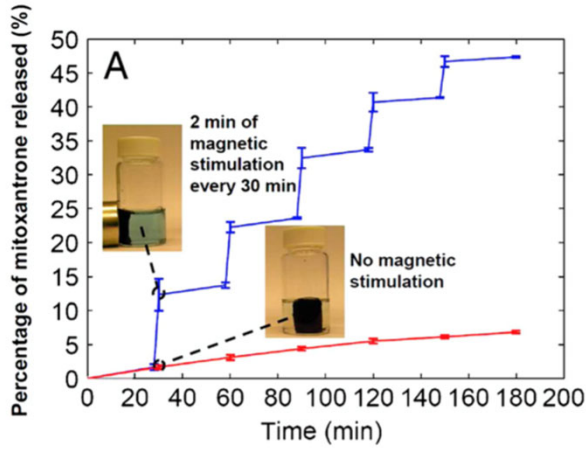 Percentage of mitoxantrone released (%)
50
45
40
35
30
25
20
15
10
5
0
A
2 min of
magnetic
stimulation
every 30 min
No magnetic
stimulation
0 20 40 60 80 100 120 140 160 180 200
Time (min)